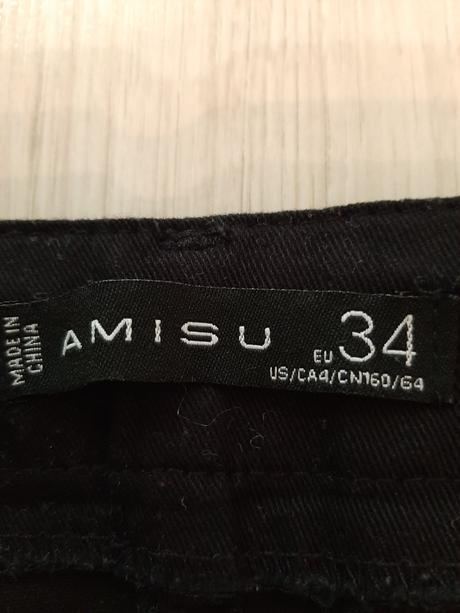 MADE IN
CHINA
AMISU
EU 34
US/CA4/CN160/64